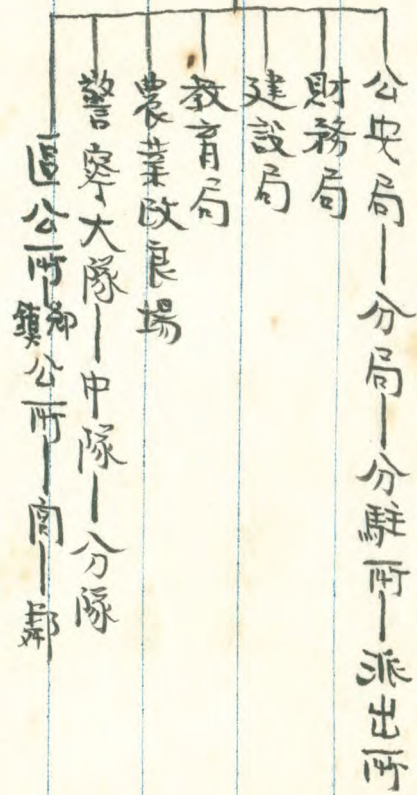 公安局—分局—分駐所—派出所
財務局
建設局
教育局
農業改良場
警察大隊—中隊—分隊
區公所—鄉鎮公所—閭—鄰